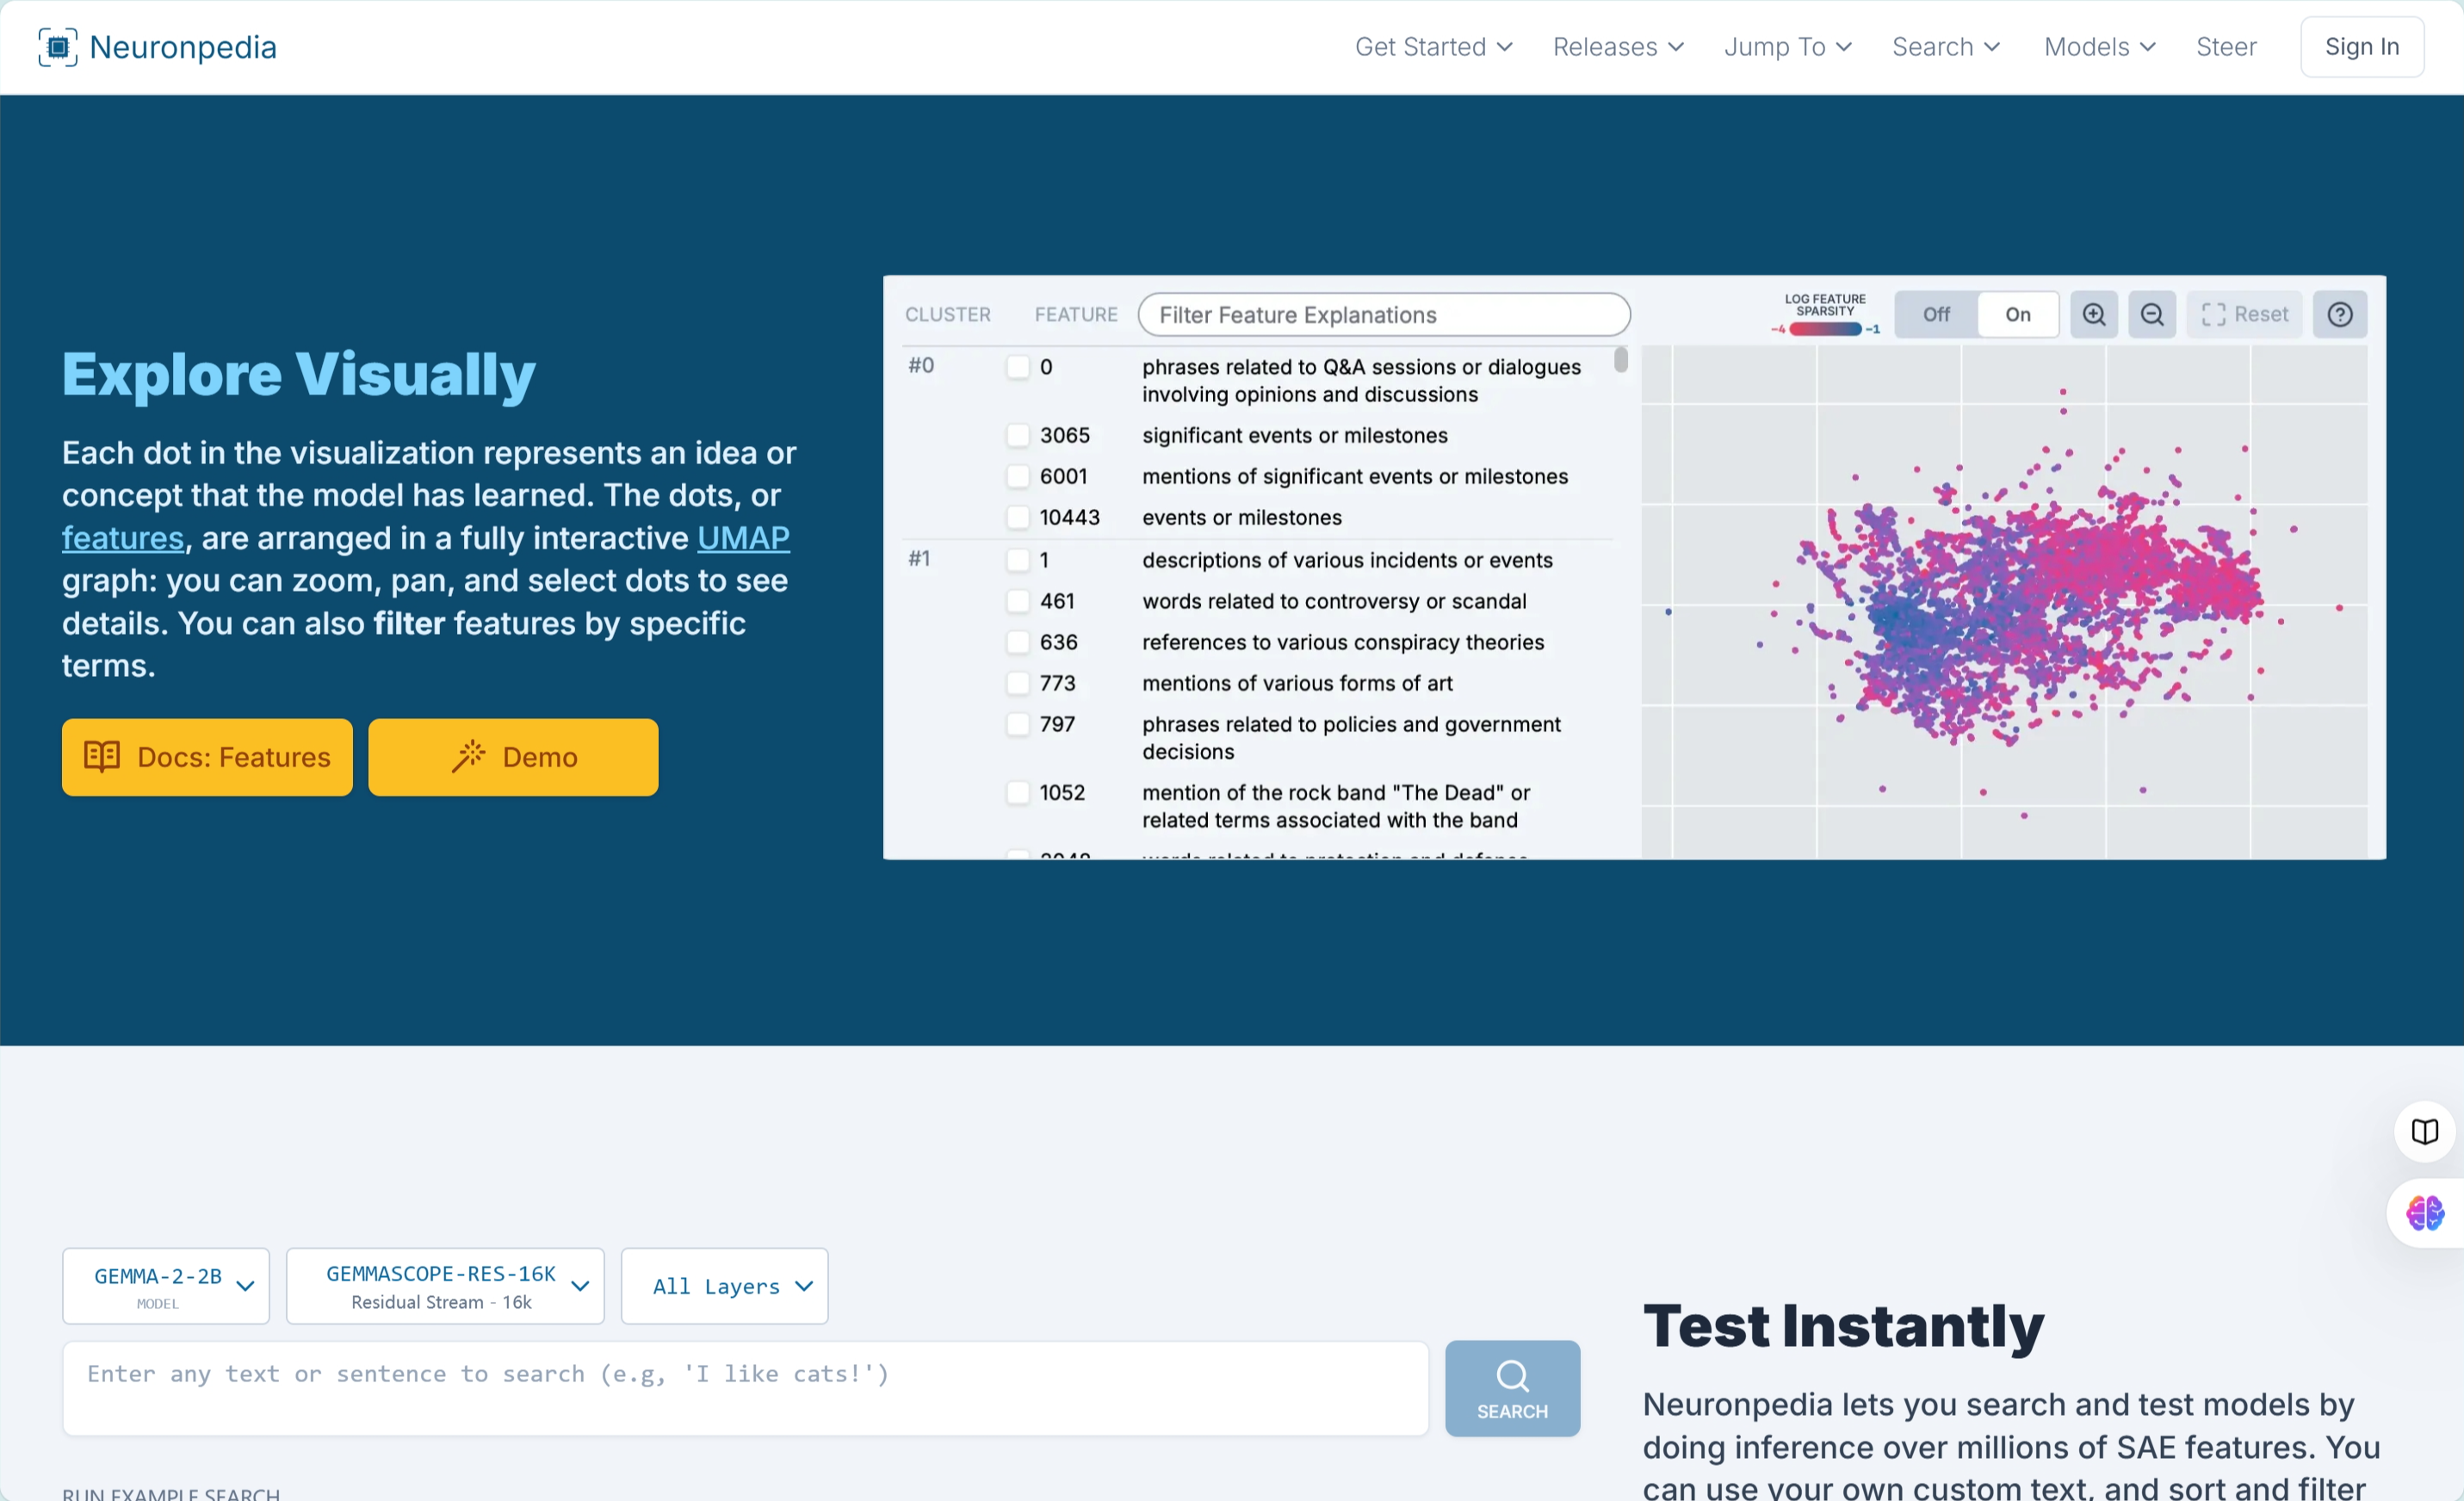 Neuronpedia
Get Started
Releases
Jump To
Search
Models
Steer
Sign In
Explore Visually
Each dot in the visualization represents an idea or
concept that the model has learned. The dots, or
features, are arranged in a fully interactive UMAP
graph: you can zoom, pan, and select dots to see
details. You can also filter features by specific
terms.
Docs: Features
Demo
CLUSTER FEATURE Filter Feature Explanations
LOG FEATURE
SPARSITY
-4 -1
Off On
Reset
#0 0 phrases related to Q&A sessions or dialogues
involving opinions and discussions
3065 significant events or milestones
6001 mentions of significant events or milestones
10443 events or milestones
#1 1 descriptions of various incidents or events
461 words related to controversy or scandal
636 references to various conspiracy theories
773 mentions of various forms of art
797 phrases related to policies and government
decisions
1052 mention of the rock band "The Dead" or
related terms associated with the band
GEMMA-2-2B
MODEL
GEMMASCOPE-RES-16K
Residual Stream - 16k
All Layers
Enter any text or sentence to search (e.g, 'I like cats!')
SEARCH
RUN EXAMPLE SEARCH
Test Instantly
Neuronpedia lets you search and test models by
doing inference over millions of SAE features. You
can use your own custom text, and sort and filter